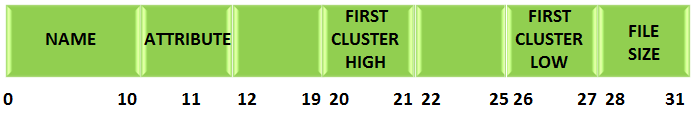 NAME
ATTRIBUTE
FIRST
CLUSTER
HIGH
FIRST
CLUSTER
LOW
FILE
SIZE
0 10 11 12 19 20 21 22 25 26 27 28 31